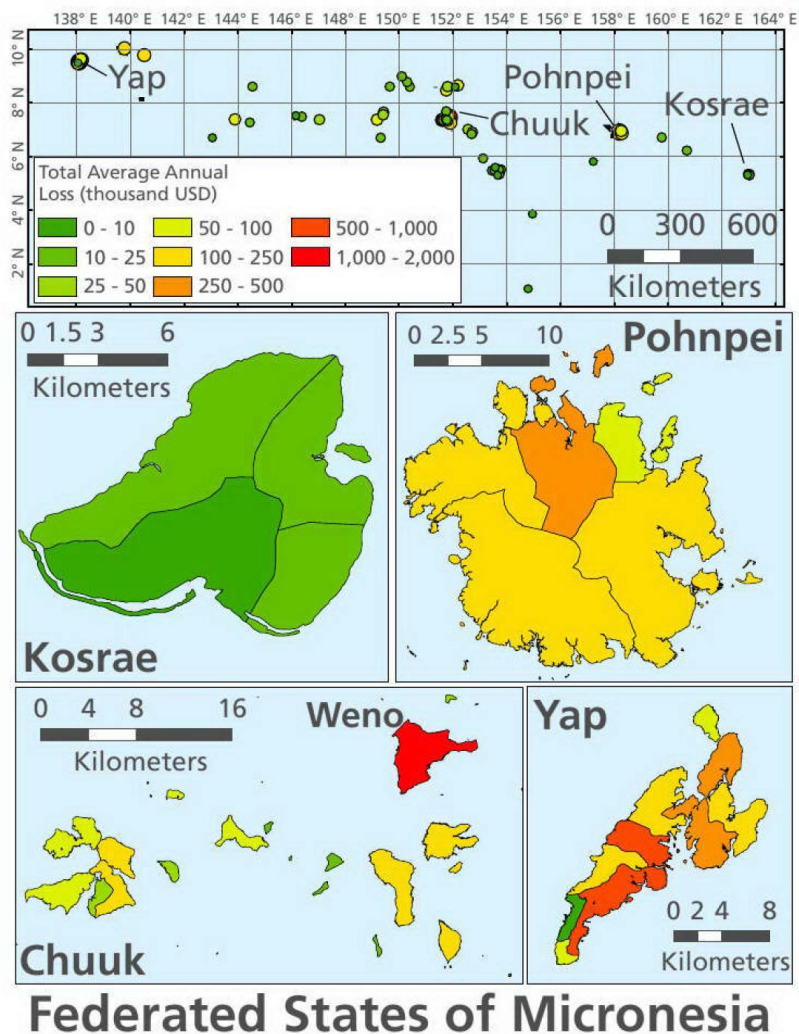 138° E 140° E 142° E 144° E 146° E 148° E 150° E 152° E 154° E 156° E 158° E 160° E 162° E 164° E
10° N
8° N
6° N
4° N
2° N
Yap
Pohnpei
Chuuk
Kosrae
Total Average Annual
Loss (thousand USD)
0 - 10 50 - 100 500 - 1,000
10 - 25 100 - 250 1,000 - 2,000
25 - 50 250 - 500
0 300 600
Kilometers
0 1.5 3 6
Kilometers
Kosrae
0 2.5 5 10
Kilometers
Pohnpei
0 4 8 16
Kilometers
Weno
Chuuk
Yap
0 2 4 8
Kilometers
Federated States of Micronesia